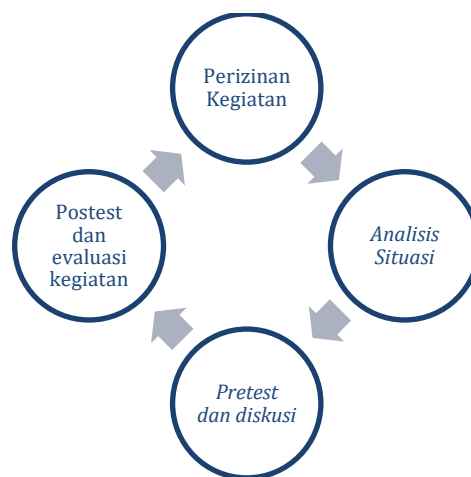 Perizinan
Kegiatan
Analisis
Situasi
Pretest
dan diskusi
Postest
dan
evaluasi
kegiatan